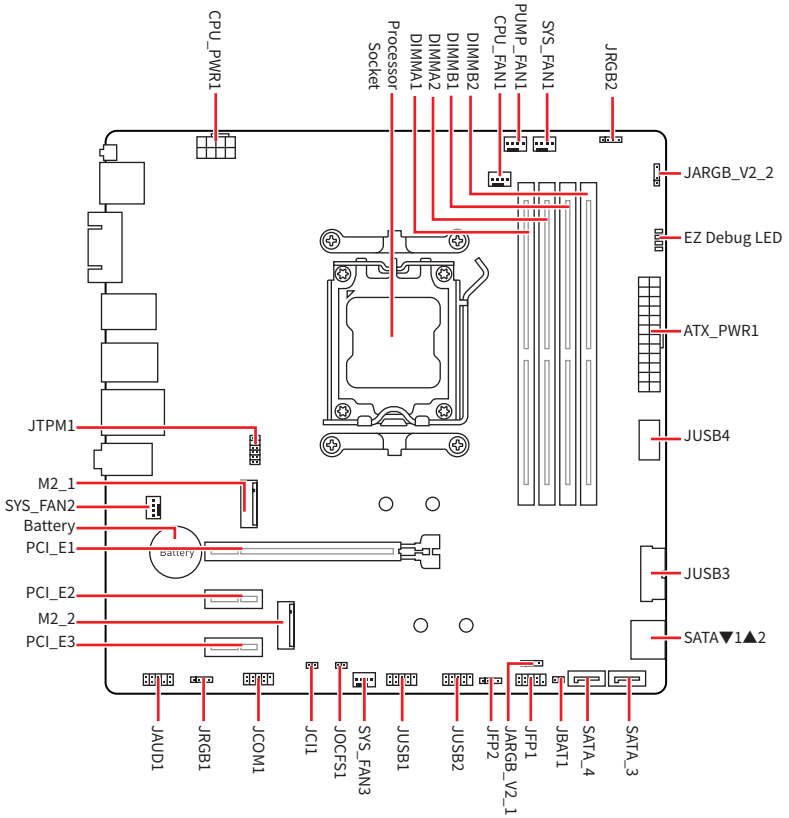 CPU_PWR1
Processor
Socket
DIMMA1
DIMMA2
DIMMB1
DIMMB2
CPU_FAN1
PUMP_FAN1
SYS_FAN1
JRGB2
JARGB_V2_2
EZ Debug LED
ATX_PWR1
JUSB4
JUSB3
SATA▼1▲2
JTPM1
M2_1
SYS_FAN2
Battery
Battery
PCI_E1
PCI_E2
M2_2
PCI_E3
JAUD1
JRGB1
JCOM1
JCI1
JOCFS1
SYS_FAN3
JUSB1
JUSB2
JFP2
JARGB_V2_1
JFP1
JBAT1
SATA_4
SATA_3